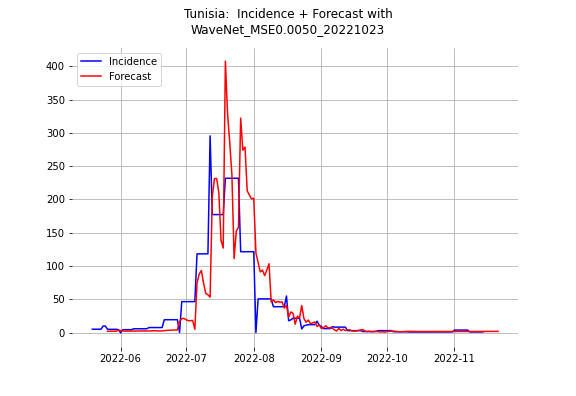 Tunisia:  Incidence + Forecast with
WaveNet_MSE0.0050_20221023
Incidence
Forecast
400
350
300
250
200
150
100
50
0
2022-06 2022-07 2022-08 2022-09 2022-10 2022-11